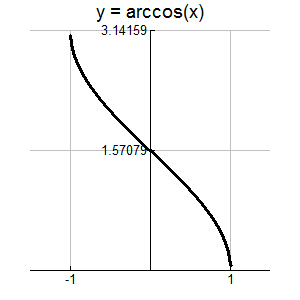 y = arccos(x)
3.14159
1.57079
-1
1